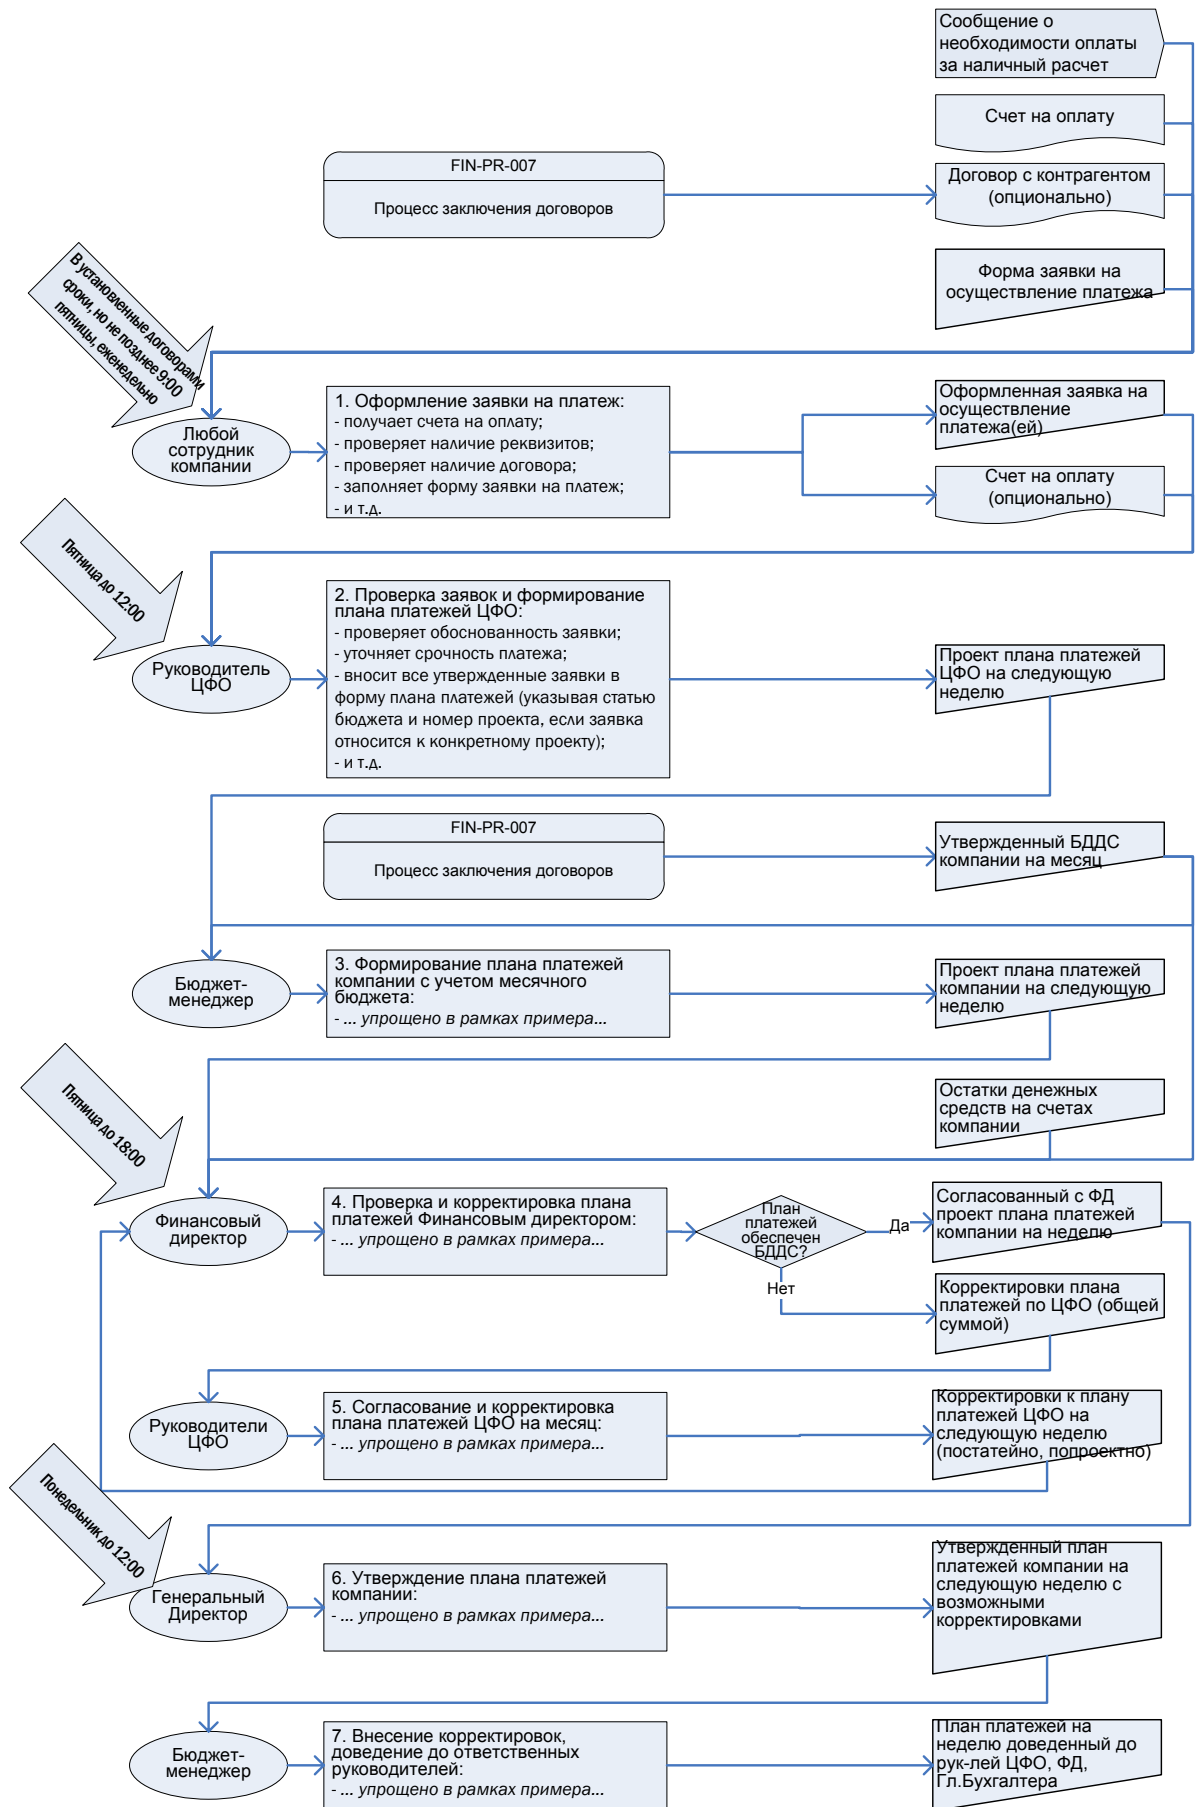 Сообщение о
необходимости оплаты
за наличный расчет
Счет на оплату
FIN-PR-007
Процесс заключения договоров
Договор с контрагентом
(опционально)
Форма заявки на
осуществление платежа
В установленные договорами
сроки, но не позднее 9:00
пятницы, еженедельно
Любой
сотрудник
компании
1. Оформление заявки на платеж:
- получает счета на оплату;
- проверяет наличие реквизитов;
- проверяет наличие договора;
- заполняет форму заявки на платеж;
- и т.д.
Оформленная заявка на
осуществление
платежа(ей)
Счет на оплату
(опционально)
Пятница до 12:00
Руководитель
ЦФО
2. Проверка заявок и формирование
плана платежей ЦФО:
- проверяет обоснованность заявки;
- уточняет срочность платежа;
- вносит все утвержденные заявки в
форму плана платежей (указывая статью
бюджета и номер проекта, если заявка
относится к конкретному проекту);
- и т.д.
Проект плана платежей
ЦФО на следующую
неделю
FIN-PR-007
Процесс заключения договоров
Утвержденный БДДС
компании на месяц
Бюджет-
менеджер
3. Формирование плана платежей
компании с учетом месячного
бюджета:
- ... упрощено в рамках примера...
Проект плана платежей
компании на следующую
неделю
Остатки денежных
средств на счетах
компании
Пятница до 18:00
Финансовый
директор
4. Проверка и корректировка плана
платежей Финансовым директором:
- ... упрощено в рамках примера...
План
платежей
обеспечен
БДДС?
Да
Нет
Согласованный с ФД
проект плана платежей
компании на неделю
Корректировки плана
платежей по ЦФО (общей
суммой)
Руководители
ЦФО
5. Согласование и корректировка
плана платежей ЦФО на месяц:
- ... упрощено в рамках примера...
Корректировки к плану
платежей ЦФО на
следующую неделю
(постатейно, попроектно)
Понедельник до 12:00
Генеральный
Директор
6. Утверждение плана платежей
компании:
- ... упрощено в рамках примера...
Утвержденный план
платежей компании на
следующую неделю с
возможными
корректировками
Бюджет-
менеджер
7. Внесение корректировок,
доведение до ответственных
руководителей:
- ... упрощено в рамках примера...
План платежей на
неделю доведенный до
рук-лей ЦФО, ФД,
Гл.Бухгалтера